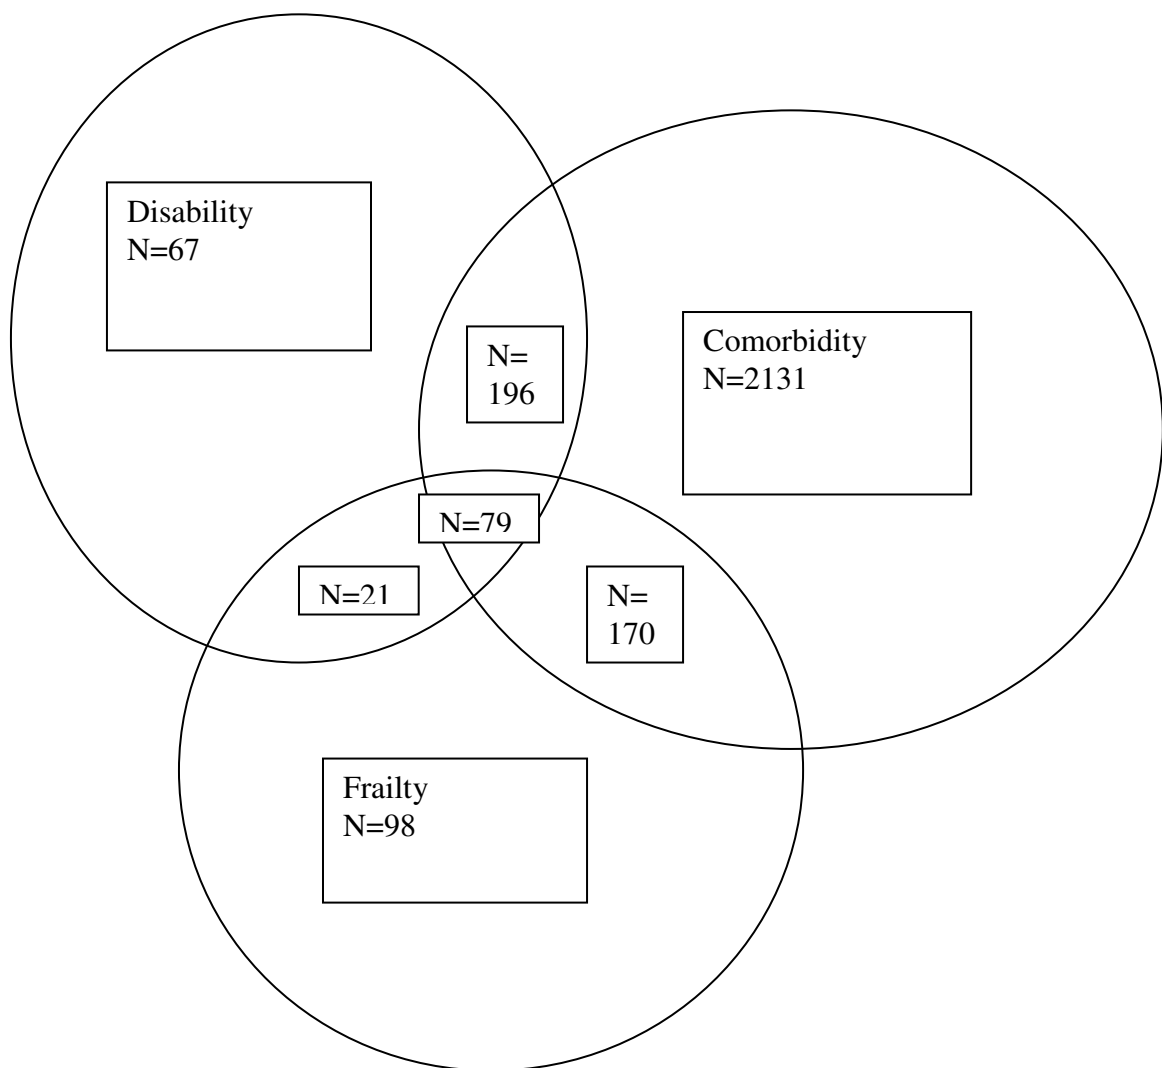 Disability
N=67
Comorbidity
N=2131
N=
196
N=79
N=21
N=
170
Frailty
N=98